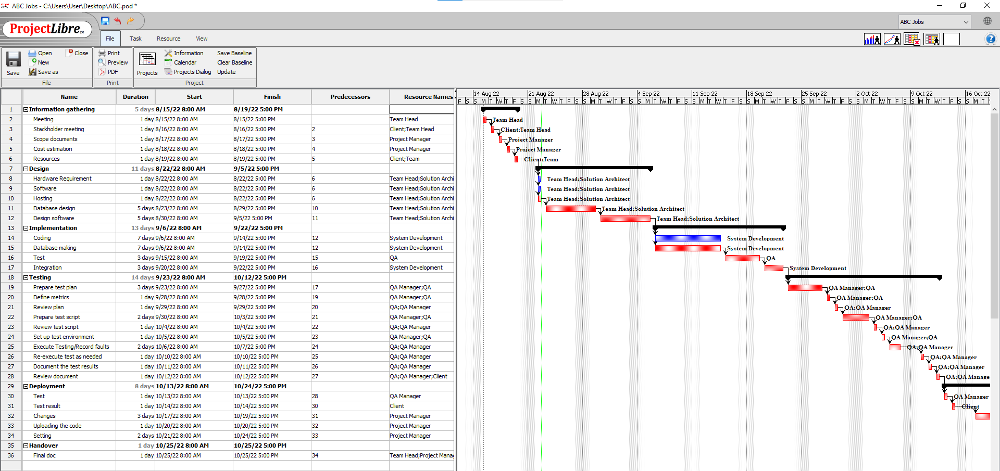 ABC Jobs - C:\Users\User\Desktop\ABC.pod *
ProjectLibre™
ABC Jobs
File Task Resource View
Save Open New Save as Close
File
Print Preview PDF
Print
Projects Information Calendar Projects Dialog Save Baseline Clear Baseline Update
Project
Name Duration Start Finish Predecessors Resource Names
1 Information gathering 5 days 8/15/22 8:00 AM 8/19/22 5:00 PM
2 Meeting 1 day 8/15/22 8:00 AM 8/15/22 5:00 PM Team Head
3 Stackholder meeting 1 day 8/16/22 8:00 AM 8/16/22 5:00 PM 2 Client;Team Head
4 Scope documents 1 day 8/17/22 8:00 AM 8/17/22 5:00 PM 3 Project Manager
5 Cost estimation 1 day 8/18/22 8:00 AM 8/18/22 5:00 PM 4 Project Manager
6 Resources 1 day 8/19/22 8:00 AM 8/19/22 5:00 PM 5 Client;Team
7 Design 11 days 8/22/22 8:00 AM 9/5/22 5:00 PM
8 Hardware Requirement 1 day 8/22/22 8:00 AM 8/22/22 5:00 PM 6 Team Head;Solution Archi
9 Software 1 day 8/22/22 8:00 AM 8/22/22 5:00 PM 6 Team Head;Solution Archi
10 Hosting 1 day 8/22/22 8:00 AM 8/22/22 5:00 PM 6 Team Head;Solution Archi
11 Database design 5 days 8/23/22 8:00 AM 8/29/22 5:00 PM 10 Team Head;Solution Archi
12 Design software 5 days 8/30/22 8:00 AM 9/5/22 5:00 PM 11 Team Head;Solution Archi
13 Implementation 13 days 9/6/22 8:00 AM 9/22/22 5:00 PM
14 Coding 7 days 9/6/22 8:00 AM 9/14/22 5:00 PM 12 System Development
15 Database making 7 days 9/6/22 8:00 AM 9/14/22 5:00 PM 12 System Development
16 Test 3 days 9/15/22 8:00 AM 9/19/22 5:00 PM 15 QA
17 Integration 3 days 9/20/22 8:00 AM 9/22/22 5:00 PM 16 System Development
18 Testing 14 days 9/23/22 8:00 AM 10/12/22 5:00 PM
19 Prepare test plan 3 days 9/23/22 8:00 AM 9/27/22 5:00 PM 17 QA Manager;QA
20 Define metrics 1 day 9/28/22 8:00 AM 9/28/22 5:00 PM 19 QA Manager;QA
21 Review plan 1 day 9/29/22 8:00 AM 9/29/22 5:00 PM 20 QA;QA Manager
22 Prepare test script 2 days 9/30/22 8:00 AM 10/3/22 5:00 PM 21 QA Manager;QA
23 Review test script 1 day 10/4/22 8:00 AM 10/4/22 5:00 PM 22 QA;QA Manager
24 Set up test environment 1 day 10/5/22 8:00 AM 10/5/22 5:00 PM 23 QA Manager;QA
25 Execute Testing/Record faults 2 days 10/6/22 8:00 AM 10/7/22 5:00 PM 24 QA;QA Manager
26 Re-execute test as needed 1 day 10/10/22 8:00 AM 10/10/22 5:00 PM 25 QA;QA Manager
27 Document the test results 1 day 10/11/22 8:00 AM 10/11/22 5:00 PM 26 QA;QA Manager
28 Review document 1 day 10/12/22 8:00 AM 10/12/22 5:00 PM 27 QA;QA Manager;Client
29 Deployment 8 days 10/13/22 8:00 AM 10/24/22 5:00 PM
30 Test 1 day 10/13/22 8:00 AM 10/13/22 5:00 PM 28 QA Manager
31 Test result 1 day 10/14/22 8:00 AM 10/14/22 5:00 PM 30 Client
32 Changes 3 days 10/17/22 8:00 AM 10/19/22 5:00 PM 31 Project Manager
33 Uploading the code 1 day 10/20/22 8:00 AM 10/20/22 5:00 PM 32 Project Manager
34 Setting 2 days 10/21/22 8:00 AM 10/24/22 5:00 PM 33 Project Manager
35 Handover 1 day 10/25/22 8:00 AM 10/25/22 5:00 PM
36 Final doc 1 day 10/25/22 8:00 AM 10/25/22 5:00 PM 34 Team Head;Project Mana
14 Aug 22 21 Aug 22 28 Aug 22 4 Sep 22 11 Sep 22 18 Sep 22 25 Sep 22 2 Oct 22 9 Oct 22 16 Oct 22
F S S M T W T F S S M T W T F S S M T W T F S S M T W T F S S M T W T F S S M T W T F S S M T W T F S S M T W T F S S M T W T F S S M T
Team Head
Client;Team Head
Project Manager
Project Manager
Client;Team
Team Head;Solution Architect
Team Head;Solution Architect
Team Head;Solution Architect
Team Head;Solution Architect
Team Head;Solution Architect
System Development
System Development
QA
System Development
QA Manager;QA
QA Manager;QA
QA;QA Manager
QA Manager;QA
QA;QA Manager
QA Manager;QA
QA;QA Manager
QA;QA Manager
QA;QA Manager
QA;QA Manage
QA Manager
Client